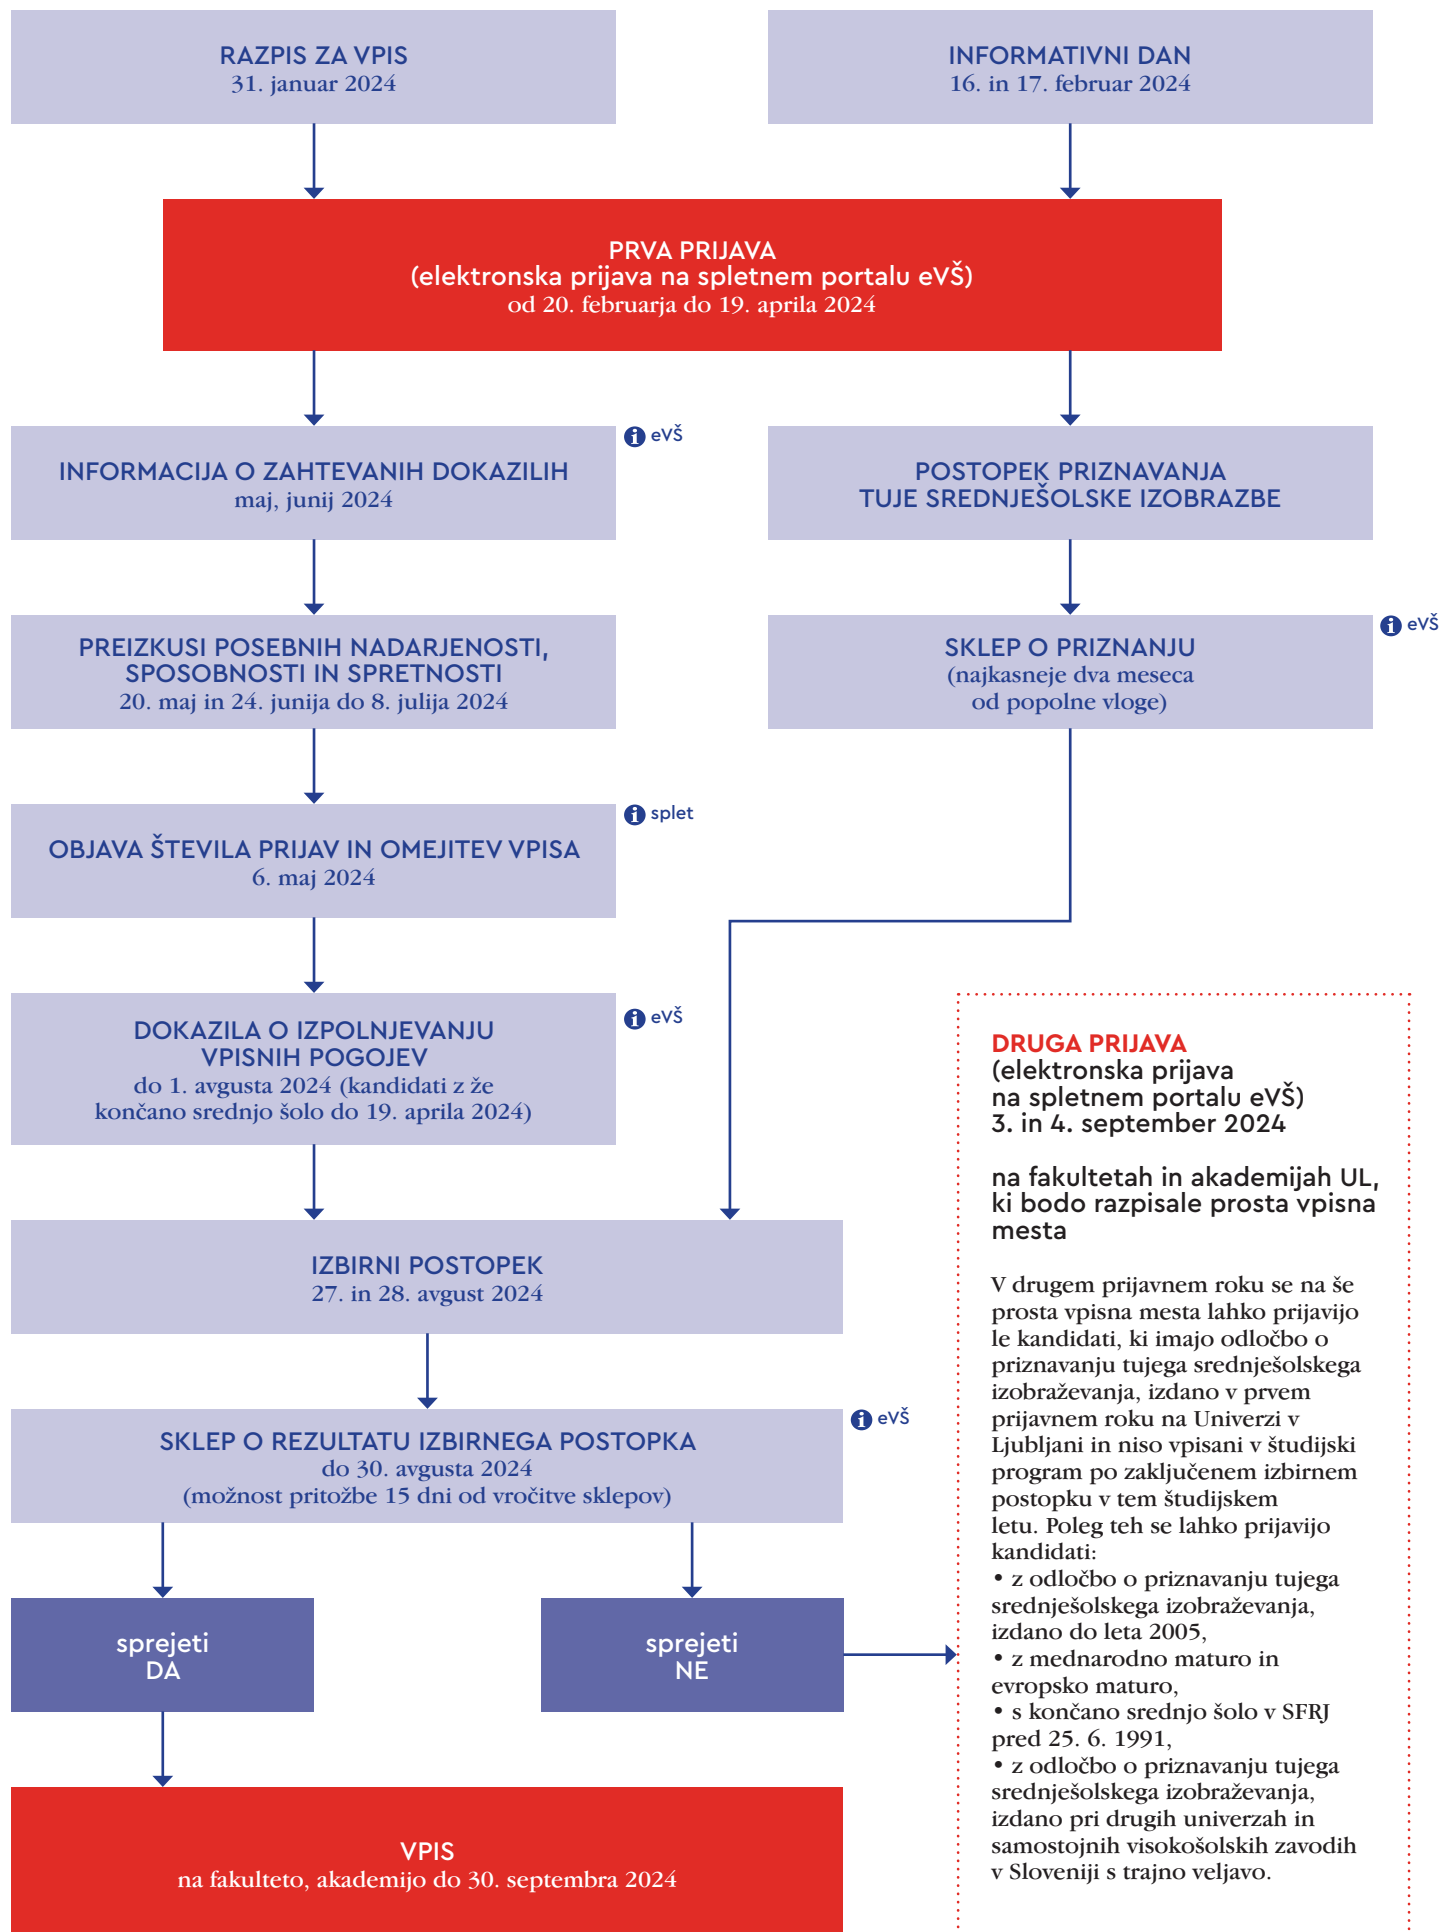 RAZPIS ZA VPIS
31. januar 2024
INFORMATIVNI DAN
16. in 17. februar 2024
PRVA PRIJAVA
(elektronska prijava na spletnem portalu eVŠ)
od 20. februarja do 19. aprila 2024
INFORMACIJA O ZAHTEVANIH DOKAZILIH
maj, junij 2024
i eVŠ
POSTOPEK PRIZNAVANJA
TUJE SREDNJEŠOLSKE IZOBRAZBE
PREIZKUSI POSEBNIH NADARJENOSTI,
SPOSOBNOSTI IN SPRETNOSTI
20. maj in 24. junija do 8. julija 2024
SKLEP O PRIZNANJU
(najkasneje dva meseca
od popolne vloge)
i eVŠ
OBJAVA ŠTEVILA PRIJAV IN OMEJITEV VPISA
6. maj 2024
i splet
DOKAZILA O IZPOLNJEVANJU
VPISNIH POGOJEV
do 1. avgusta 2024 (kandidati z že
končano srednjo šolo do 19. aprila 2024)
i eVŠ
IZBIRNI POSTOPEK
27. in 28. avgust 2024
SKLEP O REZULTATU IZBIRNEGA POSTOPKA
do 30. avgusta 2024
(možnost pritožbe 15 dni od vročitve sklepov)
i eVŠ
sprejeti
DA
sprejeti
NE
VPIS
na fakulteto, akademijo do 30. septembra 2024
DRUGA PRIJAVA
(elektronska prijava
na spletnem portalu eVŠ)
3. in 4. september 2024
na fakultetah in akademijah UL,
ki bodo razpisale prosta vpisna
mesta
V drugem prijavnem roku se na še
prosta vpisna mesta lahko prijavijo
le kandidati, ki imajo odločbo o
priznavanju tujega srednješolskega
izobraževanja, izdano v prvem
prijavnem roku na Univerzi v
Ljubljani in niso vpisani v študijski
program po zaključenem izbirnem
postopku v tem študijskem
letu. Poleg teh se lahko prijavijo
kandidati:
• z odločbo o priznavanju tujega
srednješolskega izobraževanja,
izdano do leta 2005,
• z mednarodno maturo in
evropsko maturo,
• s končano srednjo šolo v SFRJ
pred 25. 6. 1991,
• z odločbo o priznavanju tujega
srednješolskega izobraževanja,
izdano pri drugih univerzah in
samostojnih visokošolskih zavodih
v Sloveniji s trajno veljavo.